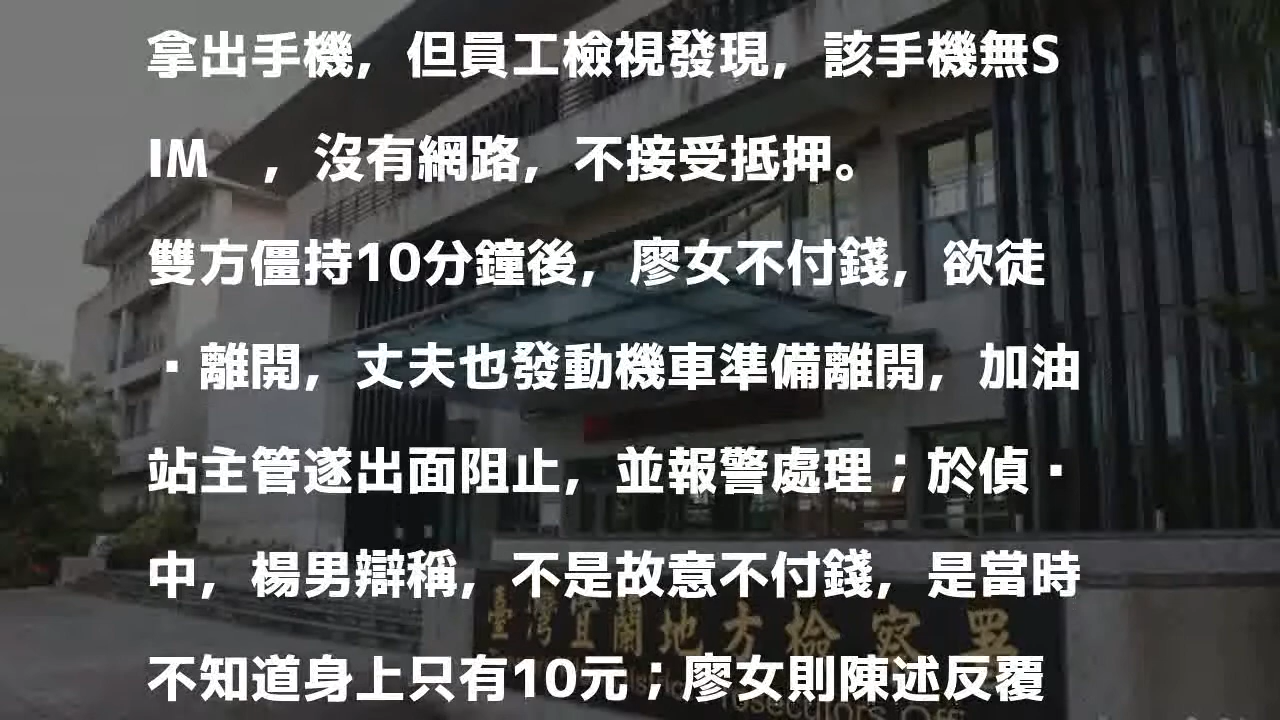 拿出手機，但員工檢視發現，該手機無S
IM　，沒有網路，不接受抵押。
雙方僵持10分鐘後，廖女不付錢，欲徒
·離開，丈夫也發動機車準備離開，加油
站主管遂出面阻止，並報警處理；於偵·
中，楊男辯稱，不是故意不付錢，是當時
臺灣宜蘭地方檢察署
不知道身上只有10元；廖女則陳述反覆
District Prosecutors Offi